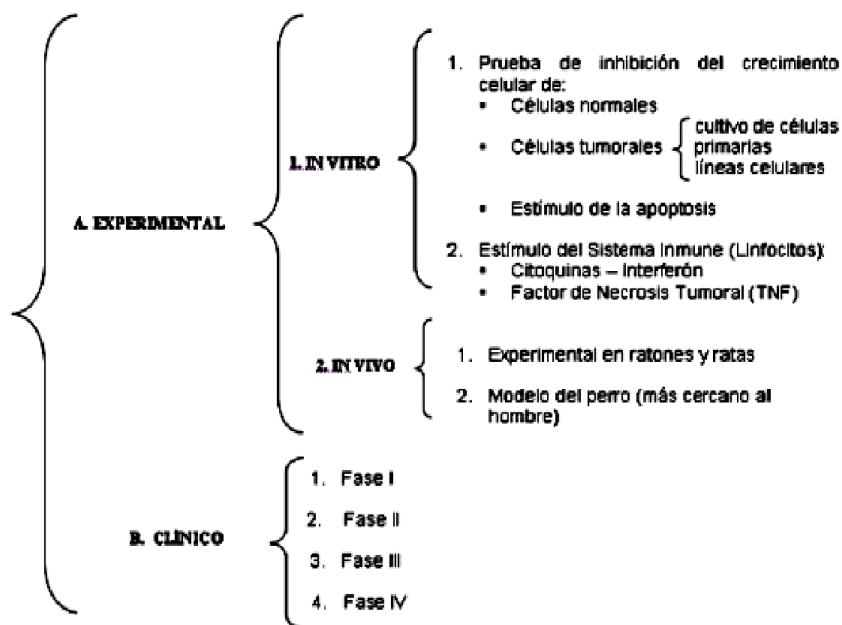 A. EXPERIMENTAL
1. IN VITRO
1. Prueba de inhibición del crecimiento
celular de:
• Células normales
• Células tumorales
cultivo de células
primarias
líneas celulares
• Estímulo de la apoptosis
2. Estímulo del Sistema Inmune (Linfocitos):
• Citoquinas – Interferón
• Factor de Necrosis Tumoral (TNF)
2. IN VIVO
1. Experimental en ratones y ratas
2. Modelo del perro (más cercano al
hombre)
B. CLÍNICO
1. Fase I
2. Fase II
3. Fase III
4. Fase IV